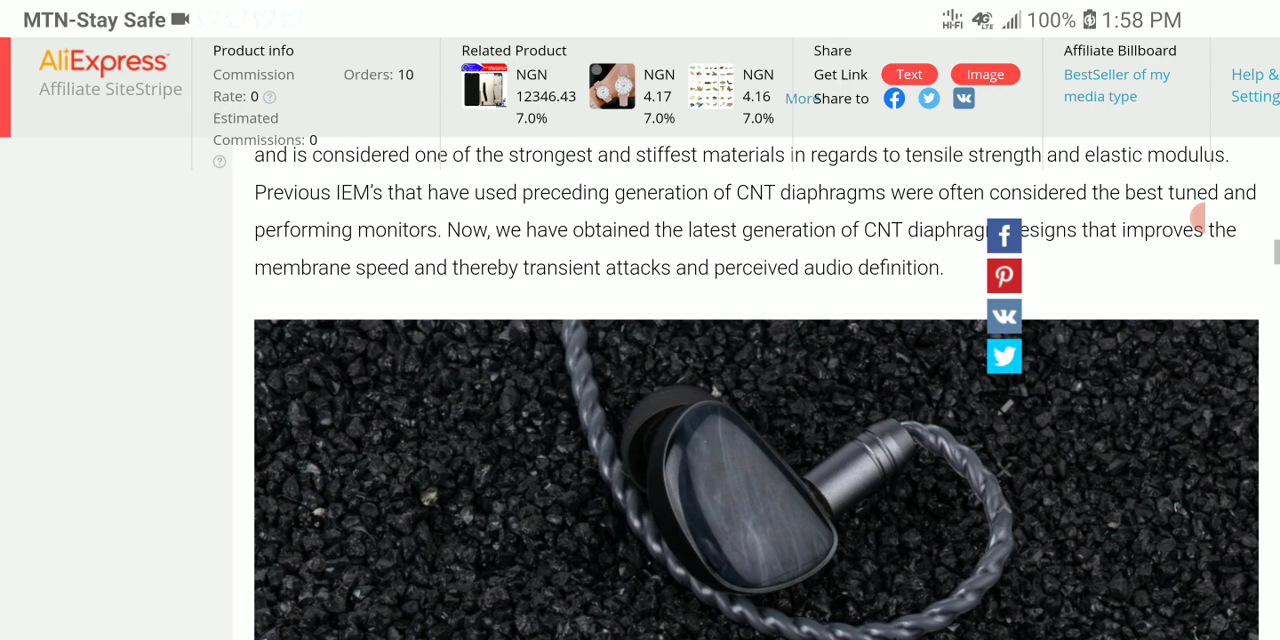 MTN-Stay Safe
HI-FI 4G LTE 100% 1:58 PM
AliExpress
Affiliate SiteStripe
Product info
Commission
Rate: 0 ?
Estimated
Commissions: 0
?
Orders: 10
Related Product
NGN
12346.43
7.0%
NGN
4.17
7.0%
NGN
4.16
7.0%
More
Share
Get Link Text Image
Share to
Affiliate Billboard
BestSeller of my
media type
Help &
Setting
and is considered one of the strongest and stiffest materials in regards to tensile strength and elastic modulus.
Previous IEM’s that have used preceding generation of CNT diaphragms were often considered the best tuned and
performing monitors. Now, we have obtained the latest generation of CNT diaphragm designs that improves the
membrane speed and thereby transient attacks and perceived audio definition.